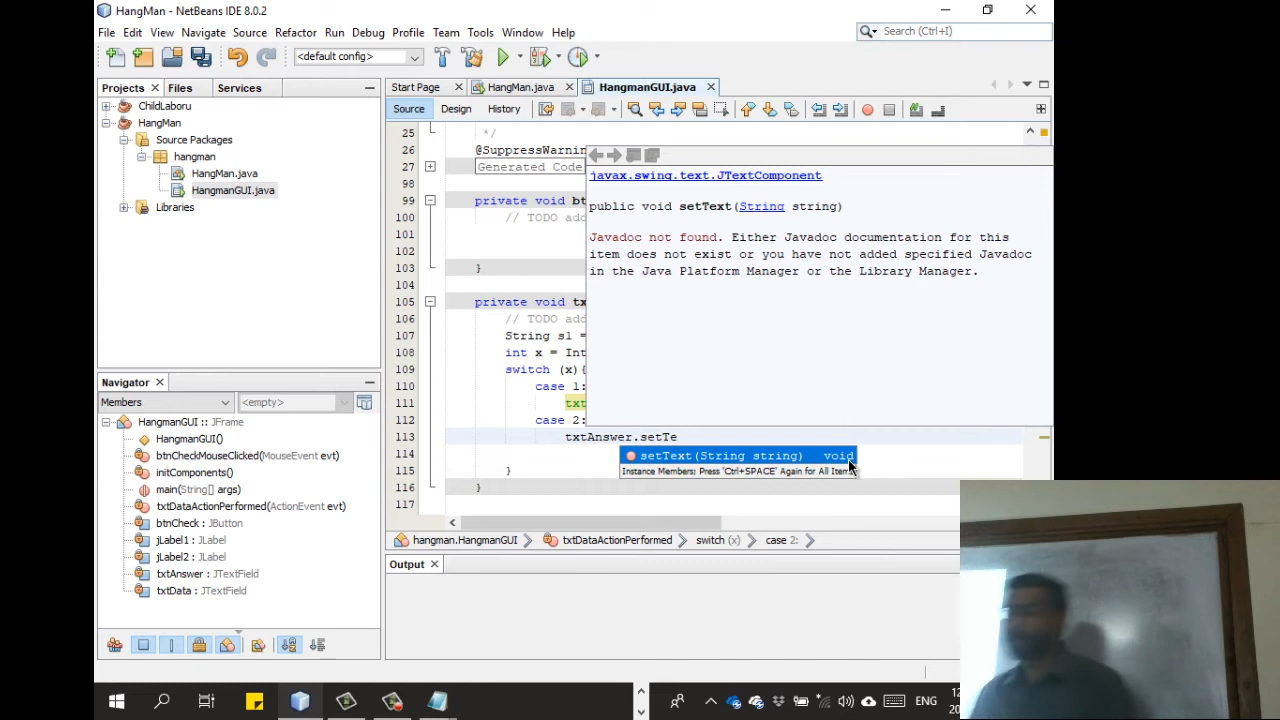 HangMan - NetBeans IDE 8.0.2
File Edit View Navigate Source Refactor Run Debug Profile Team Tools Window Help
Search (Ctrl+I)
<default config>
Projects Files Services
Start Page HangMan.java HangmanGUI.java
Source Design History
ChildLaboru
HangMan
Source Packages
hangman
HangMan.java
HangmanGUI.java
Libraries
25 */
26 @SuppressWarnin
27 Generated Code
98
99 private void bt
100 // TODO add
101
102
103 }
104
105 private void tx
106 // TODO add
107 String s1 =
108 int x = Int
109 switch (x){
110 case 1:
111 txt
112 case 2:
113 txtAnswer.setTe
114
115 }
116 }
117
javax.swing.text.JTextComponent
public void setText(String string)
Javadoc not found. Either Javadoc documentation for this
item does not exist or you have not added specified Javadoc
in the Java Platform Manager or the Library Manager.
setText(String string) void
Instance Members; Press 'Ctrl+SPACE' Again for All Items
Navigator
Members <empty>
HangmanGUI :: JFrame
HangmanGUI()
btnCheckMouseClicked(MouseEvent evt)
initComponents()
main(String[] args)
txtDataActionPerformed(ActionEvent evt)
btnCheck : JButton
jLabel1 : JLabel
jLabel2 : JLabel
txtAnswer : JTextField
txtData : JTextField
hangman.HangmanGUI txtDataActionPerformed switch (x) case 2:
Output
ENG